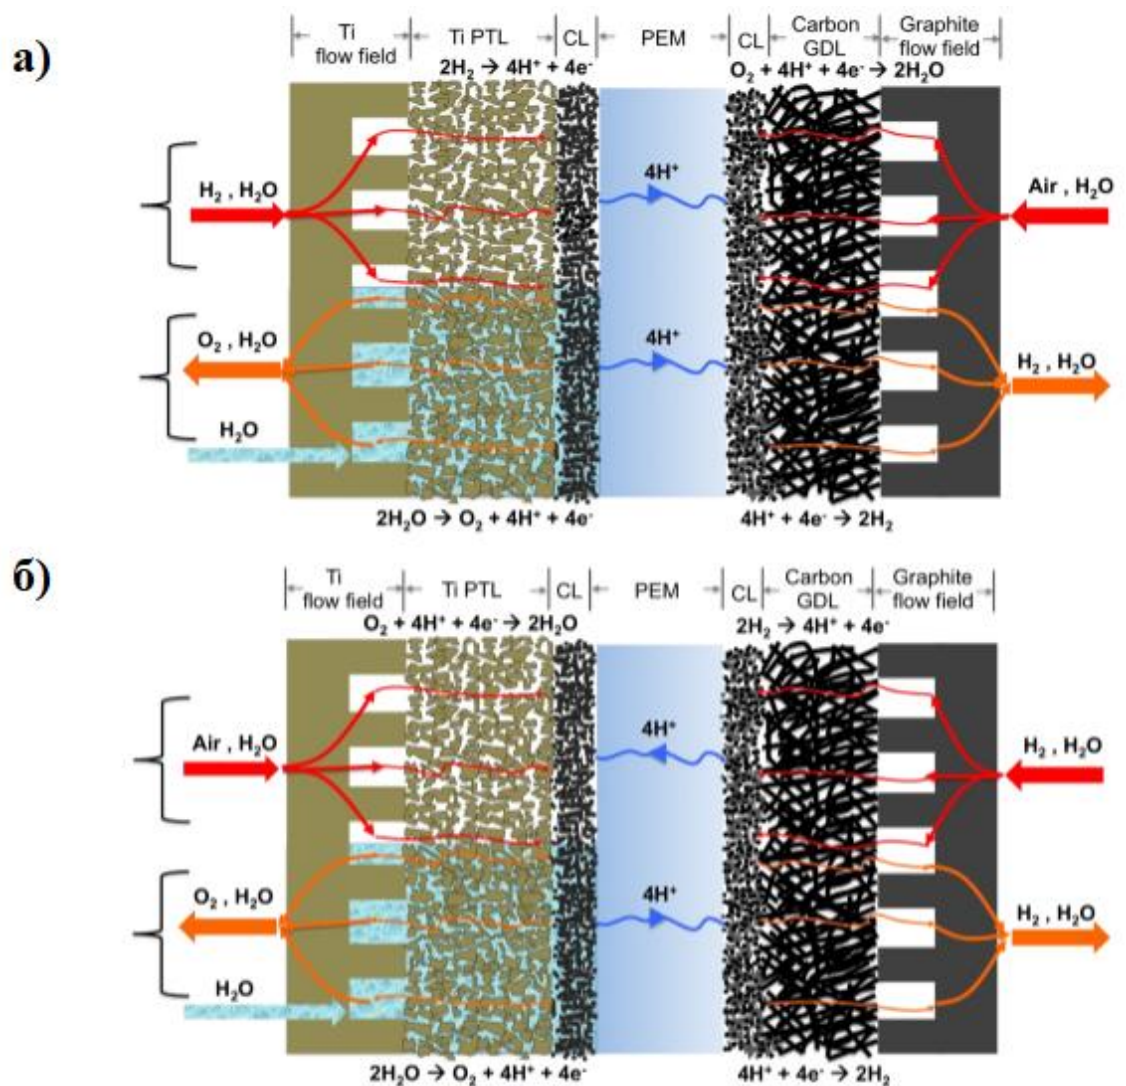 а)
Ti flow field
Ti PTL
CL
PEM
CL
Carbon GDL
Graphite flow field
2H₂ → 4H⁺ + 4e⁻
O₂ + 4H⁺ + 4e⁻ → 2H₂O
H₂ , H₂O
4H⁺
Air , H₂O
O₂ , H₂O
4H⁺
H₂ , H₂O
H₂O
2H₂O → O₂ + 4H⁺ + 4e⁻
4H⁺ + 4e⁻ → 2H₂
б)
Ti flow field
Ti PTL
CL
PEM
CL
Carbon GDL
Graphite flow field
O₂ + 4H⁺ + 4e⁻ → 2H₂O
2H₂ → 4H⁺ + 4e⁻
Air , H₂O
4H⁺
H₂ , H₂O
O₂ , H₂O
4H⁺
H₂ , H₂O
H₂O
2H₂O → O₂ + 4H⁺ + 4e⁻
4H⁺ + 4e⁻ → 2H₂